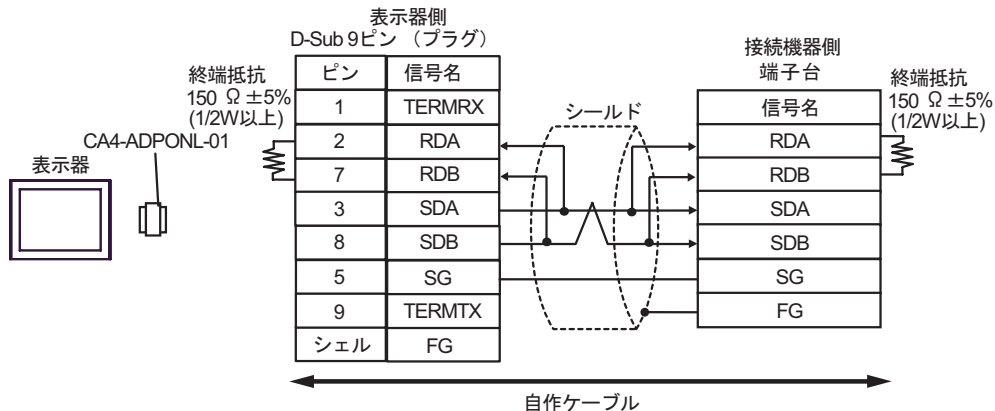 表示器側
D-Sub 9ピン （プラグ）
接続機器側
端子台
終端抵抗
150 Ω ±5%
(1/2W以上)
CA4-ADPONL-01
表示器
ピン 信号名
1 TERMRX
2 RDA
7 RDB
3 SDA
8 SDB
5 SG
9 TERMTX
シェル FG
シールド
信号名
RDA
RDB
SDA
SDB
SG
FG
終端抵抗
150 Ω ±5%
(1/2W以上)
自作ケーブル